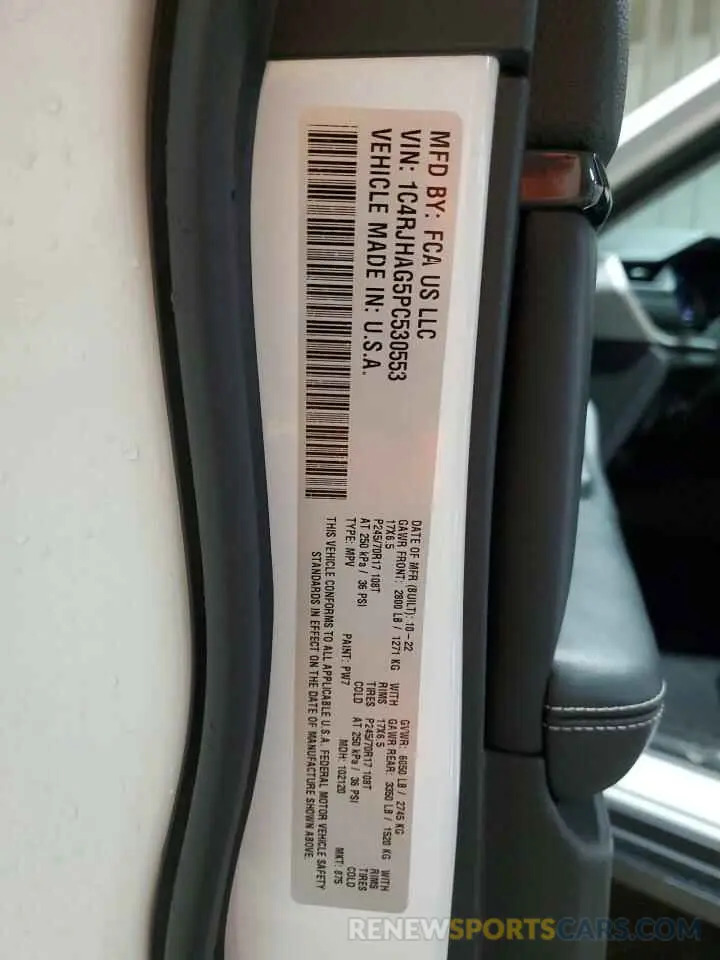 MFD BY: FCA US LLC
VIN: 1C4RJHAG5PC530553
VEHICLE MADE IN: U.S.A.
DATE OF MFR (BUILT): 10-22 GVWR: 6050 LB / 2745 KG
GAWR FRONT: 2800 LB / 1271 KG WITH GAWR REAR: 3350 LB / 1520 KG WITH
17X6.5 RIMS 17X6.5 RIMS
P245/70R17 108T TIRES P245/70R17 108T TIRES
AT 250 kPa / 36 PSI COLD AT 250 kPa / 36 PSI COLD
TYPE: MPV PAINT: PW7 MDH: 102120 MKT: 675
THIS VEHICLE CONFORMS TO ALL APPLICABLE U.S.A. FEDERAL MOTOR VEHICLE SAFETY
STANDARDS IN EFFECT ON THE DATE OF MANUFACTURE SHOWN ABOVE.
RENEWSPORTSCARS.COM